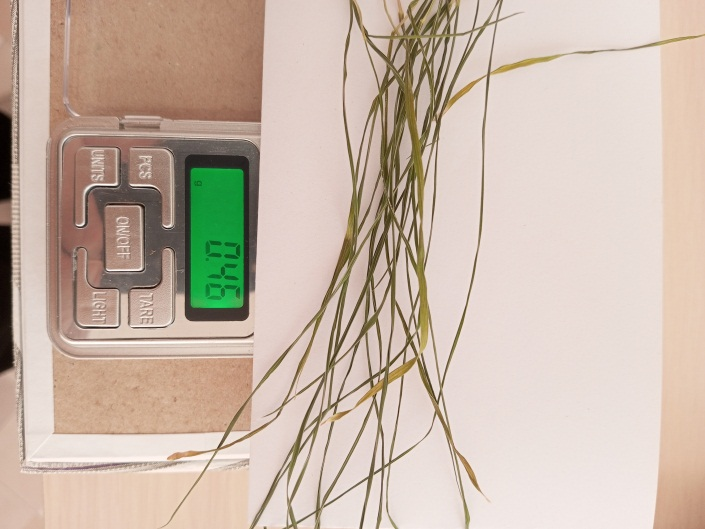 0.46
PCS
TARE
ON/OFF
UNITS
LIGHT